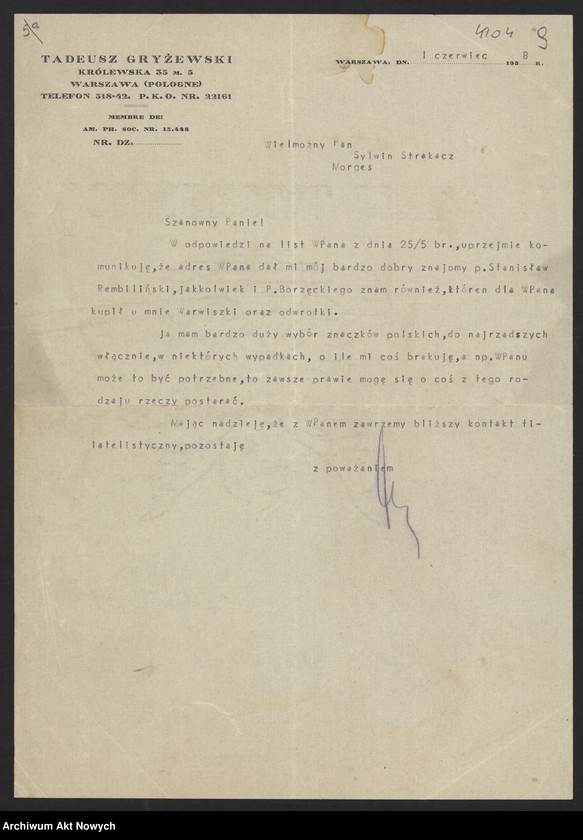 5a
4104 9
TADEUSZ GRYŻEWSKI
KRÓLEWSKA 35 M. 5
WARSZAWA (POLOGNE)
TELEFON 518-42. P. K. O. NR. 22161
MEMBRE DE:
AM. PH. SOC. NR. 15.448
NR. DZ.
WARSZAWA, DN. 1 czerwiec 1938 R.
Wielmożny Pan
Sylwin Strakacz
Morges
Szanowny Panie!
W odpowiedzi na list WPana z dnia 25/5 br.,uprzejmie ko-
munikuję,że adres WPana dał mi mój bardzo dobry znajomy p.Stanisław
Rembiliński,jakkolwiek i P.Borzęckiego znam również,któren dla WPana
kupił u mnie Warwiszki oraz odwrotki.
Ja mam bardzo duży wybór znaczków polskich,do najrzadszych
włącznie,w niektórych wypadkach, o ile mi coś brakuję,a np.WPanu
może to być potrzebne,to zawsze prawie mogę się o coś z tego ro-
dzaju rzeczy postarać.
Mając nadzieję,że z WPanem zawrzemy bliższy kontakt fi-
latelistyczny,pozostaję
z poważaniem
Archiwum Akt Nowych